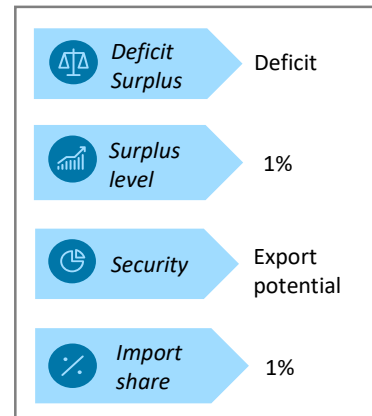 Deficit
Surplus
Deficit
Surplus
level
1%
Security
Export
potential
Import
share
1%